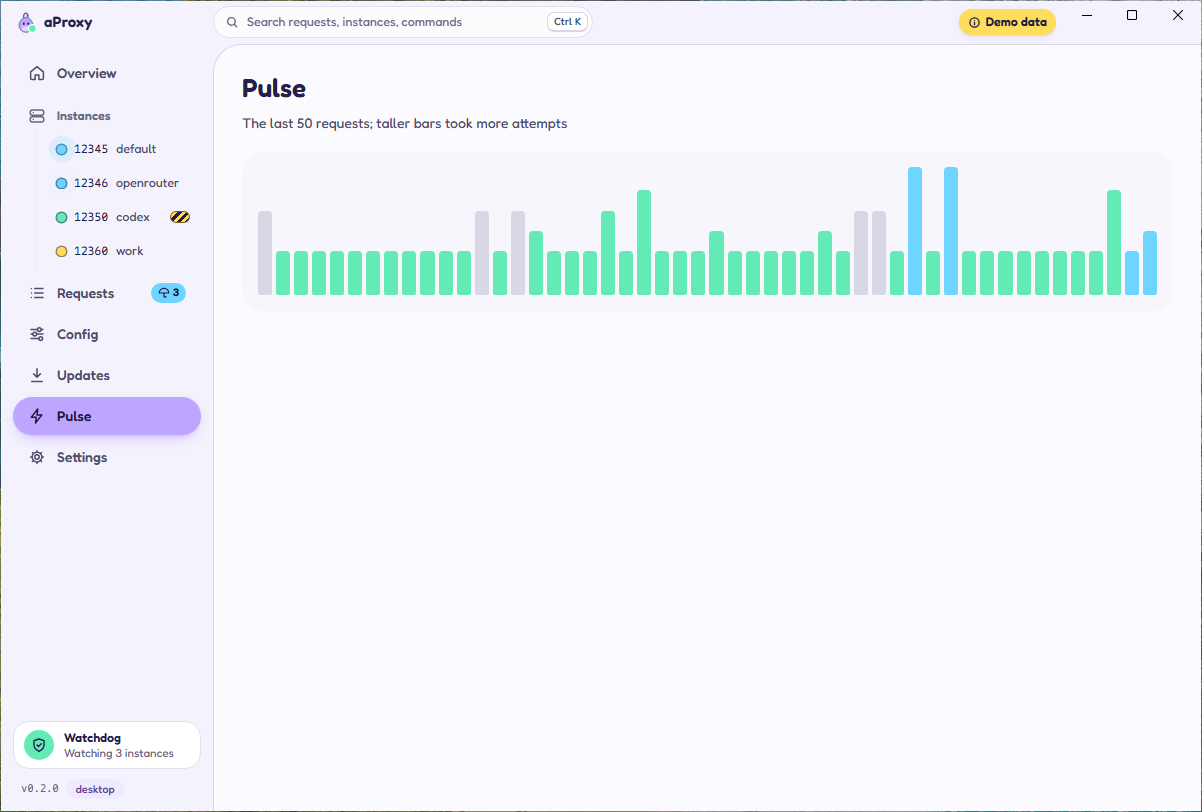 aProxy
Search requests, instances, commands
Ctrl K
Demo data
Overview
Instances
12345 default
12346 openrouter
12350 codex
12360 work
Requests
3
Config
Updates
Pulse
Settings
Watchdog
Watching 3 instances
v0.2.0 desktop
Pulse
The last 50 requests; taller bars took more attempts